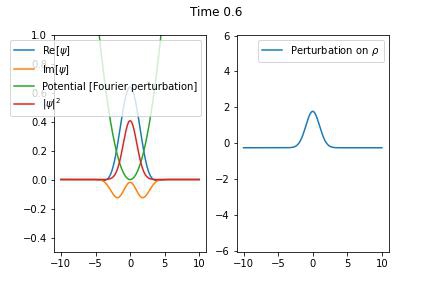 Time 0.6
Re[ψ]
Im[ψ]
Potential [Fourier perturbation]
|ψ|²
1.0
0.8
0.6
0.4
0.2
0.0
−0.2
−0.4
−10 −5 0 5 10
Perturbation on ρ
6
4
2
0
−2
−4
−6
−10 −5 0 5 10